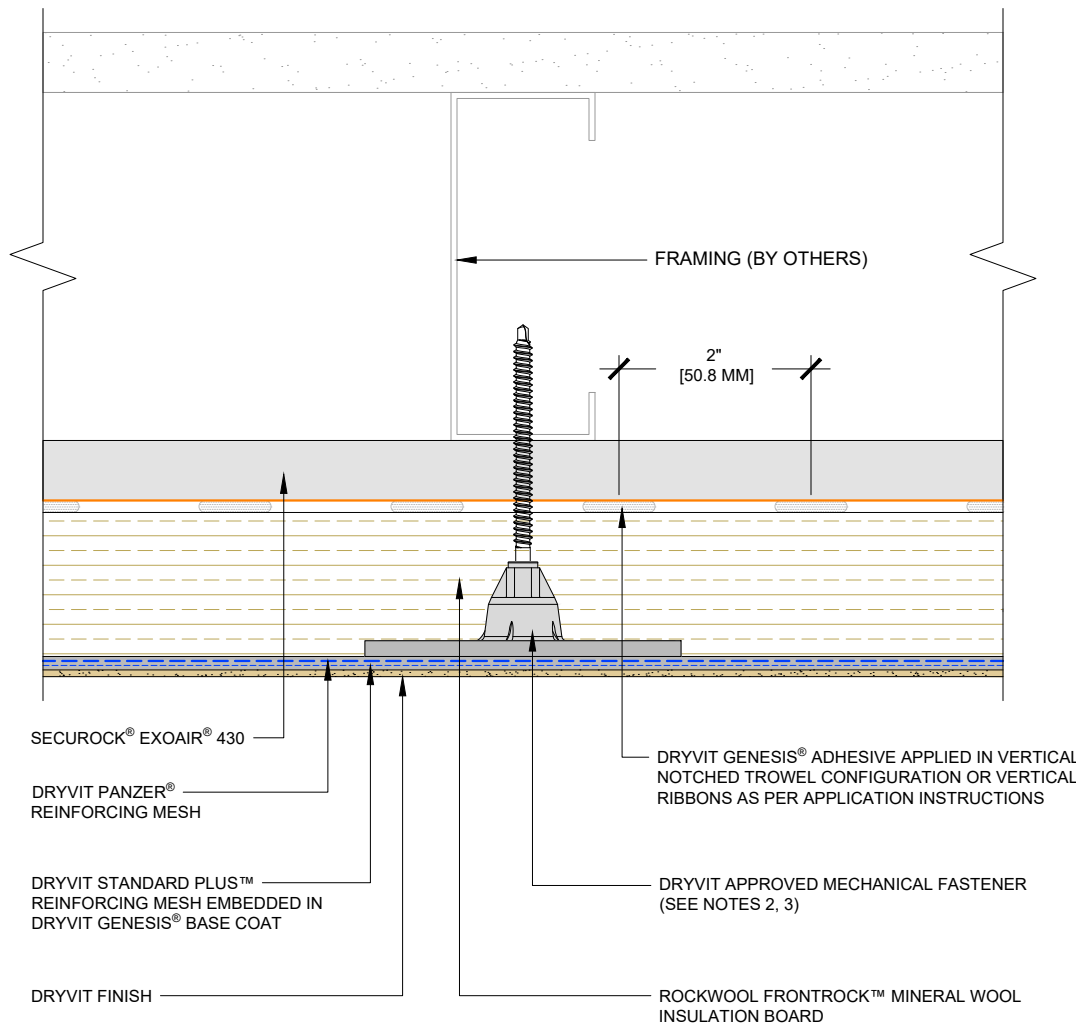 FRAMING (BY OTHERS)
2"
[50.8 MM]
SECUROCK® EXOAIR® 430
DRYVIT PANZER®
REINFORCING MESH
DRYVIT STANDARD PLUS™
REINFORCING MESH EMBEDDED IN
DRYVIT GENESIS® BASE COAT
DRYVIT FINISH
DRYVIT GENESIS® ADHESIVE APPLIED IN VERTICAL
NOTCHED TROWEL CONFIGURATION OR VERTICAL
RIBBONS AS PER APPLICATION INSTRUCTIONS
DRYVIT APPROVED MECHANICAL FASTENER
(SEE NOTES 2, 3)
ROCKWOOL FRONTROCK™ MINERAL WOOL
INSULATION BOARD